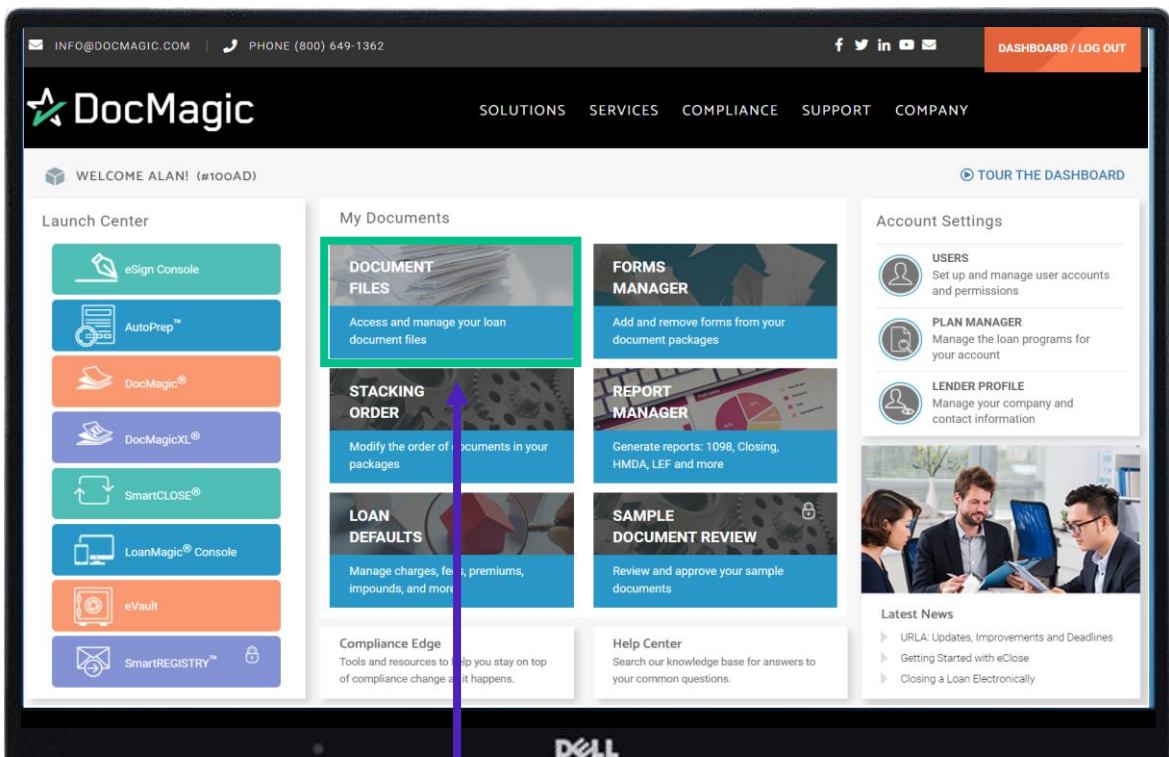 INFO@DOCMAGIC.COM | PHONE (800) 649-1362
DASHBOARD / LOG OUT
DocMagic
SOLUTIONS SERVICES COMPLIANCE SUPPORT COMPANY
WELCOME ALAN! (#100AD)
TOUR THE DASHBOARD
Launch Center
eSign Console
AutoPrep™
DocMagic®
DocMagicXL®
SmartCLOSE®
LoanMagic® Console
eVault
SmartREGISTRY™
My Documents
DOCUMENT
FILES
Access and manage your loan
document files
FORMS
MANAGER
Add and remove forms from your
document packages
STACKING
ORDER
Modify the order of documents in your
packages
REPORT
MANAGER
Generate reports: 1098, Closing,
HMDA, LEF and more
LOAN
DEFAULTS
Manage charges, fees, premiums,
impounds, and more
SAMPLE
DOCUMENT REVIEW
Review and approve your sample
documents
Compliance Edge
Tools and resources to help you stay on top
of compliance change as it happens.
Help Center
Search our knowledge base for answers to
your common questions.
Account Settings
USERS
Set up and manage user accounts
and permissions
PLAN MANAGER
Manage the loan programs for
your account
LENDER PROFILE
Manage your company and
contact information
Latest News
URLA: Updates, Improvements and Deadlines
Getting Started with eClose
Closing a Loan Electronically
DELL